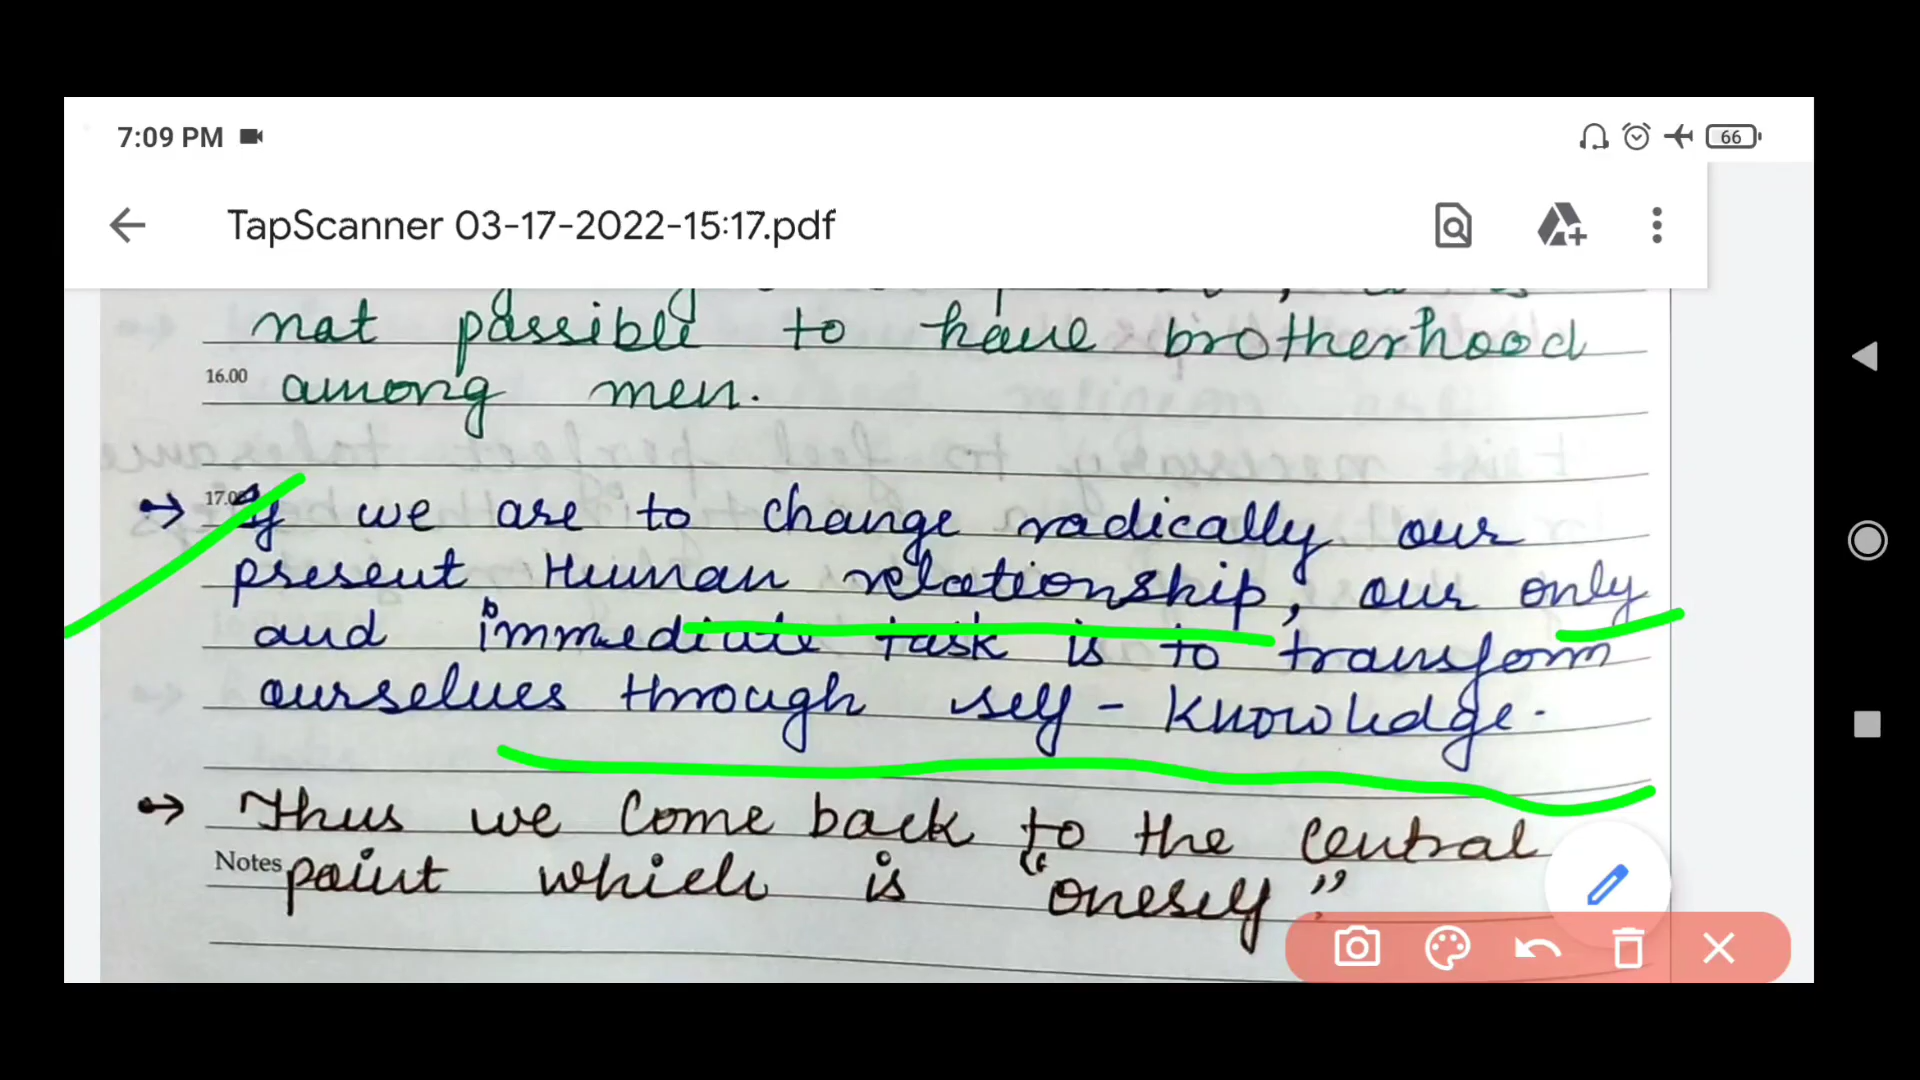 7:09 PM
66
TapScanner 03-17-2022-15:17.pdf
not possible to have brotherhood
16.00 among men.
17.00 If we are to change radically our
present Human relationship, our only
and immediate task is to transform
ourselves through self-knowledge.
Thus we come back to the central
Notes point which is "oneself".